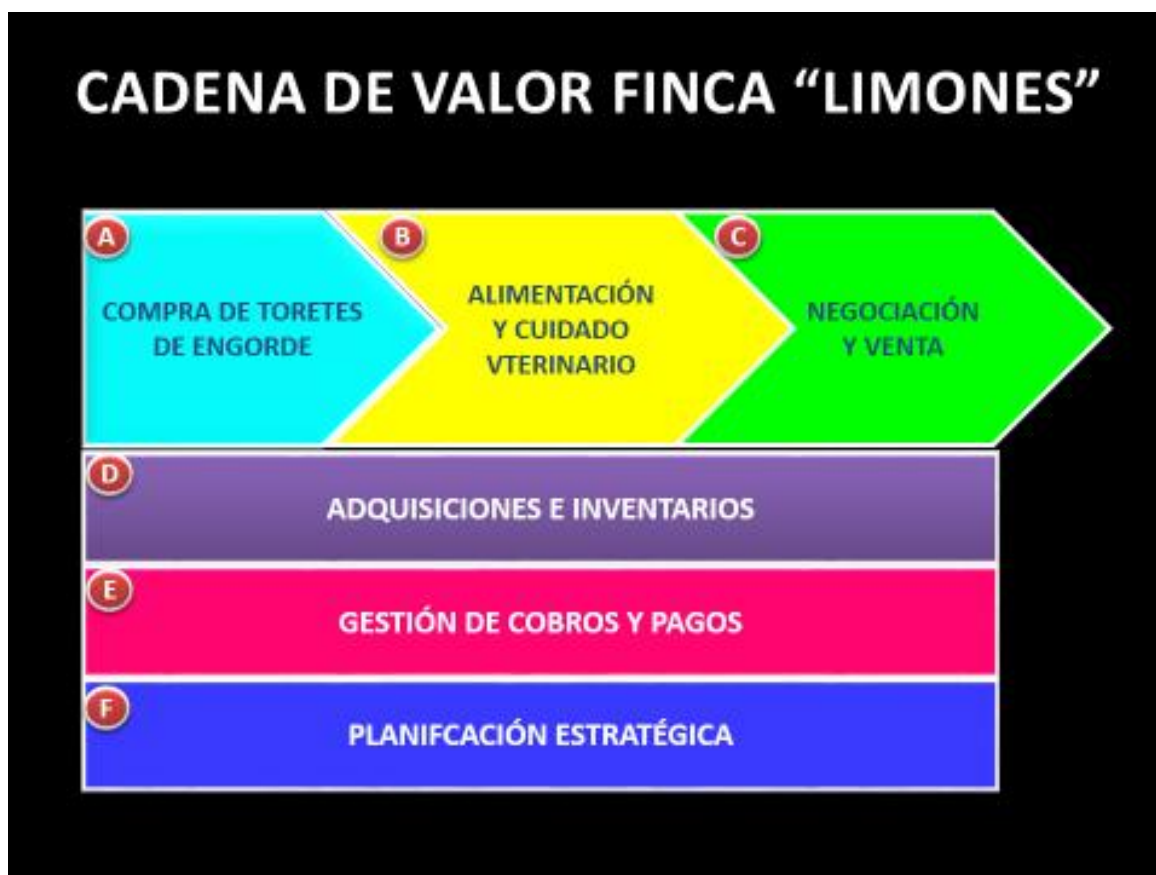 CADENA DE VALOR FINCA “LIMONES”
A
COMPRA DE TORETES
DE ENGORDE
B
ALIMENTACIÓN
Y CUIDADO
VTERINARIO
C
NEGOCIACIÓN
Y VENTA
D
ADQUISICIONES E INVENTARIOS
E
GESTIÓN DE COBROS Y PAGOS
F
PLANIFCACIÓN ESTRATÉGICA